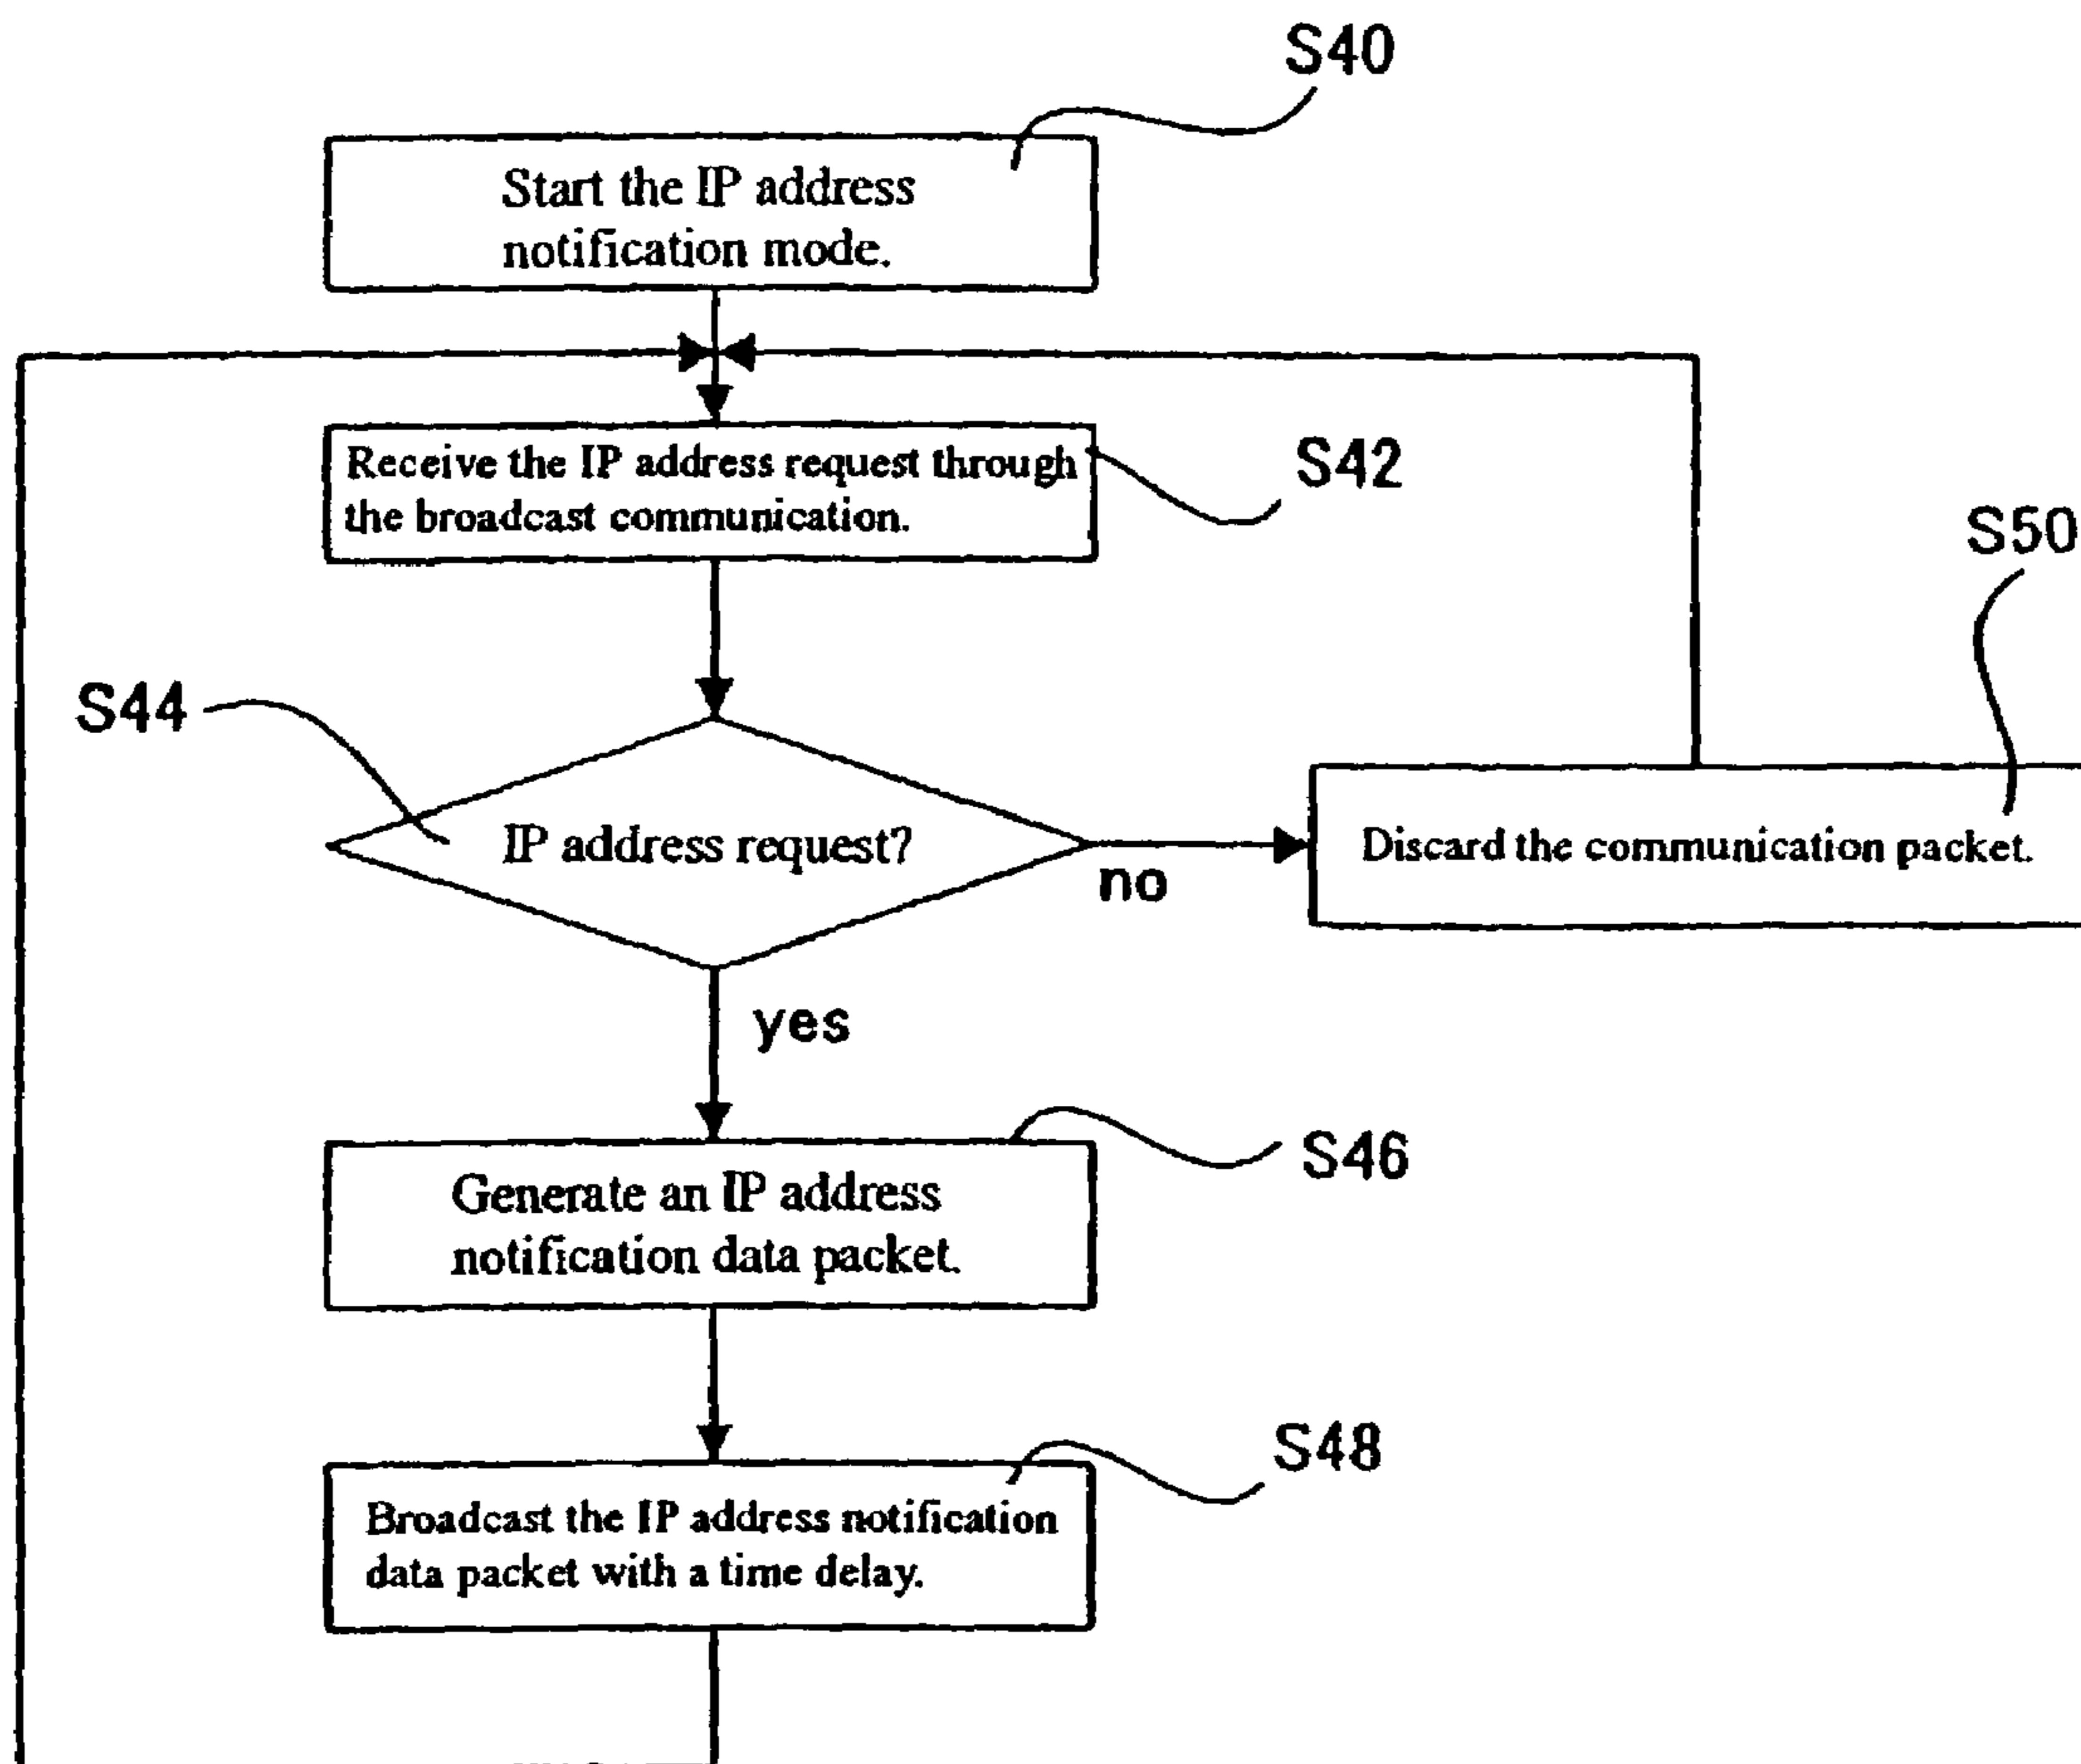 S40
Start the IP address
notification mode.
Receive the IP address request through
the broadcast communication.
S42
S50
S44
IP address request?
no
Discard the communication packet.
yes
S46
Generate an IP address
notification data packet.
S48
Broadcast the IP address notification
data packet with a time delay.